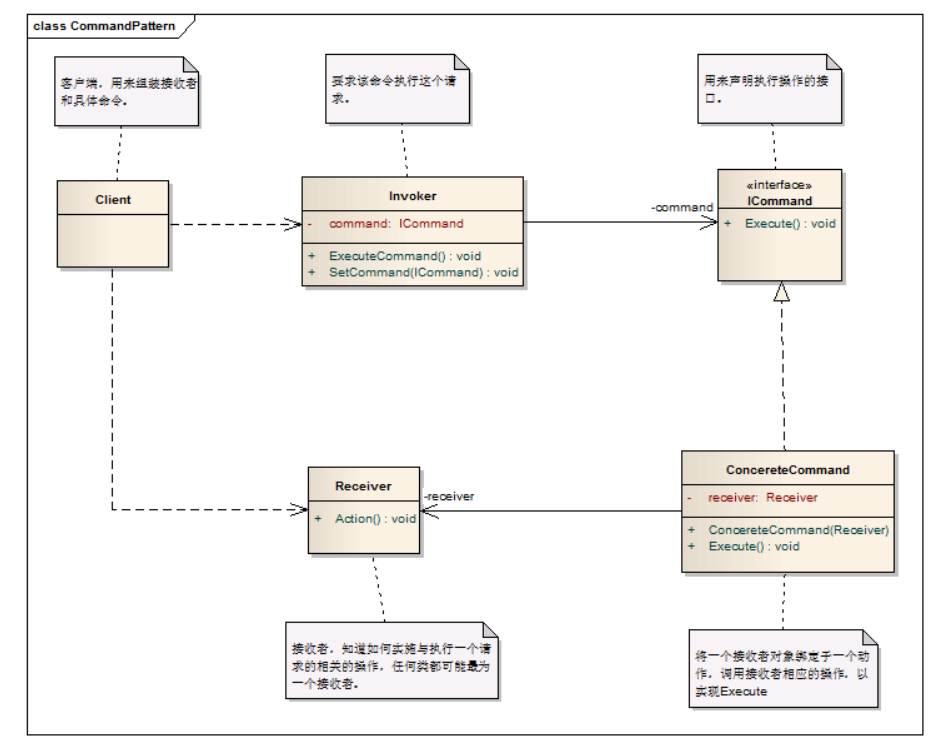 class CommandPattern
客户端，用来组装接收者
和具体命令。
要求该命令执行这个请
求。
用来声明执行操作的接
口。
Client
Invoker
- command: ICommand
+ ExecuteCommand() : void
+ SetCommand(ICommand) : void
-command
«interface»
ICommand
+ Execute() : void
Receiver
+ Action() : void
-receiver
ConcereteCommand
- receiver: Receiver
+ ConcereteCommand(Receiver)
+ Execute() : void
接收者，知道如何实施与执行一个请
求的相关的操作，任何类都可能最为
一个接收者。
将一个接收者对象绑定于一个动
作，调用接收者相应的操作，以
实现Execute